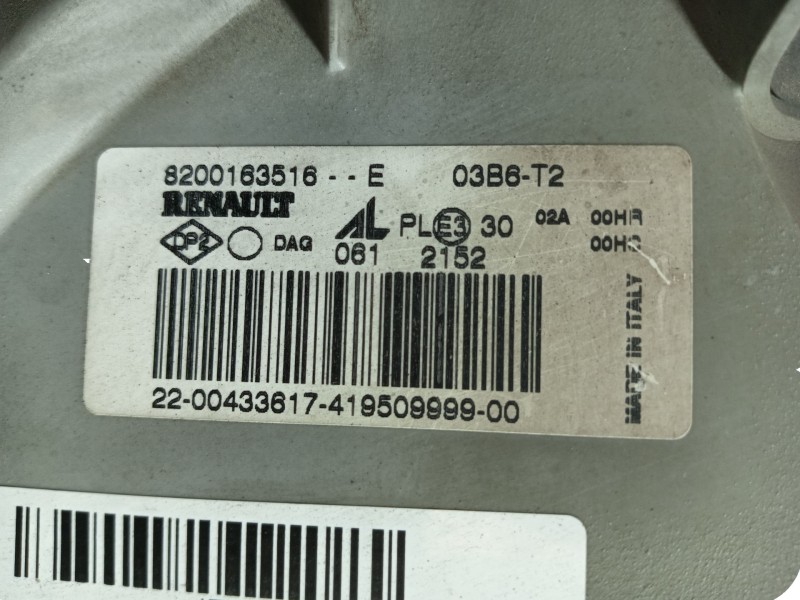 8200163516 - - E 03B6-T2
RENAULT
DP2 DAG AL PL E3 30 02A 00HR
061 2152 00HC
22-00433617-419509999-00
MADE IN ITALY